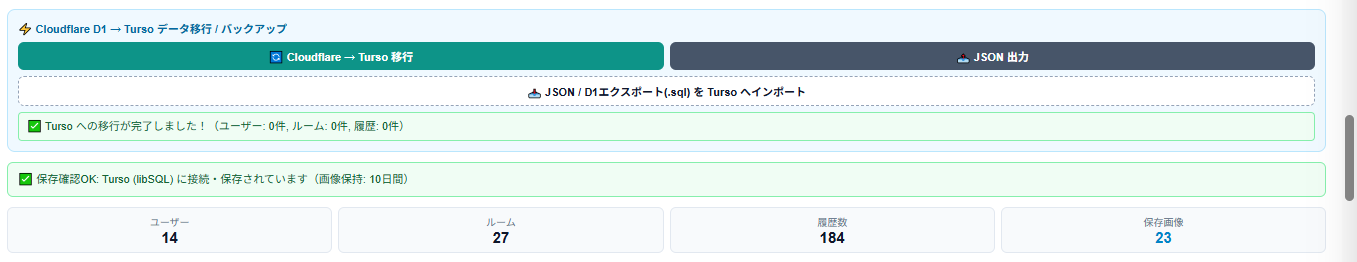 ⚡ Cloudflare D1 → Turso データ移行 / バックアップ
🔄 Cloudflare → Turso 移行
📥 JSON 出力
📥 JSON / D1エクスポート(.sql) を Turso へインポート
✅ Turso への移行が完了しました！（ユーザー: 0件, ルーム: 0件, 履歴: 0件）
✅ 保存確認OK: Turso (libSQL) に接続・保存されています（画像保持: 10日間）
ユーザー
14
ルーム
27
履歴数
184
保存画像
23